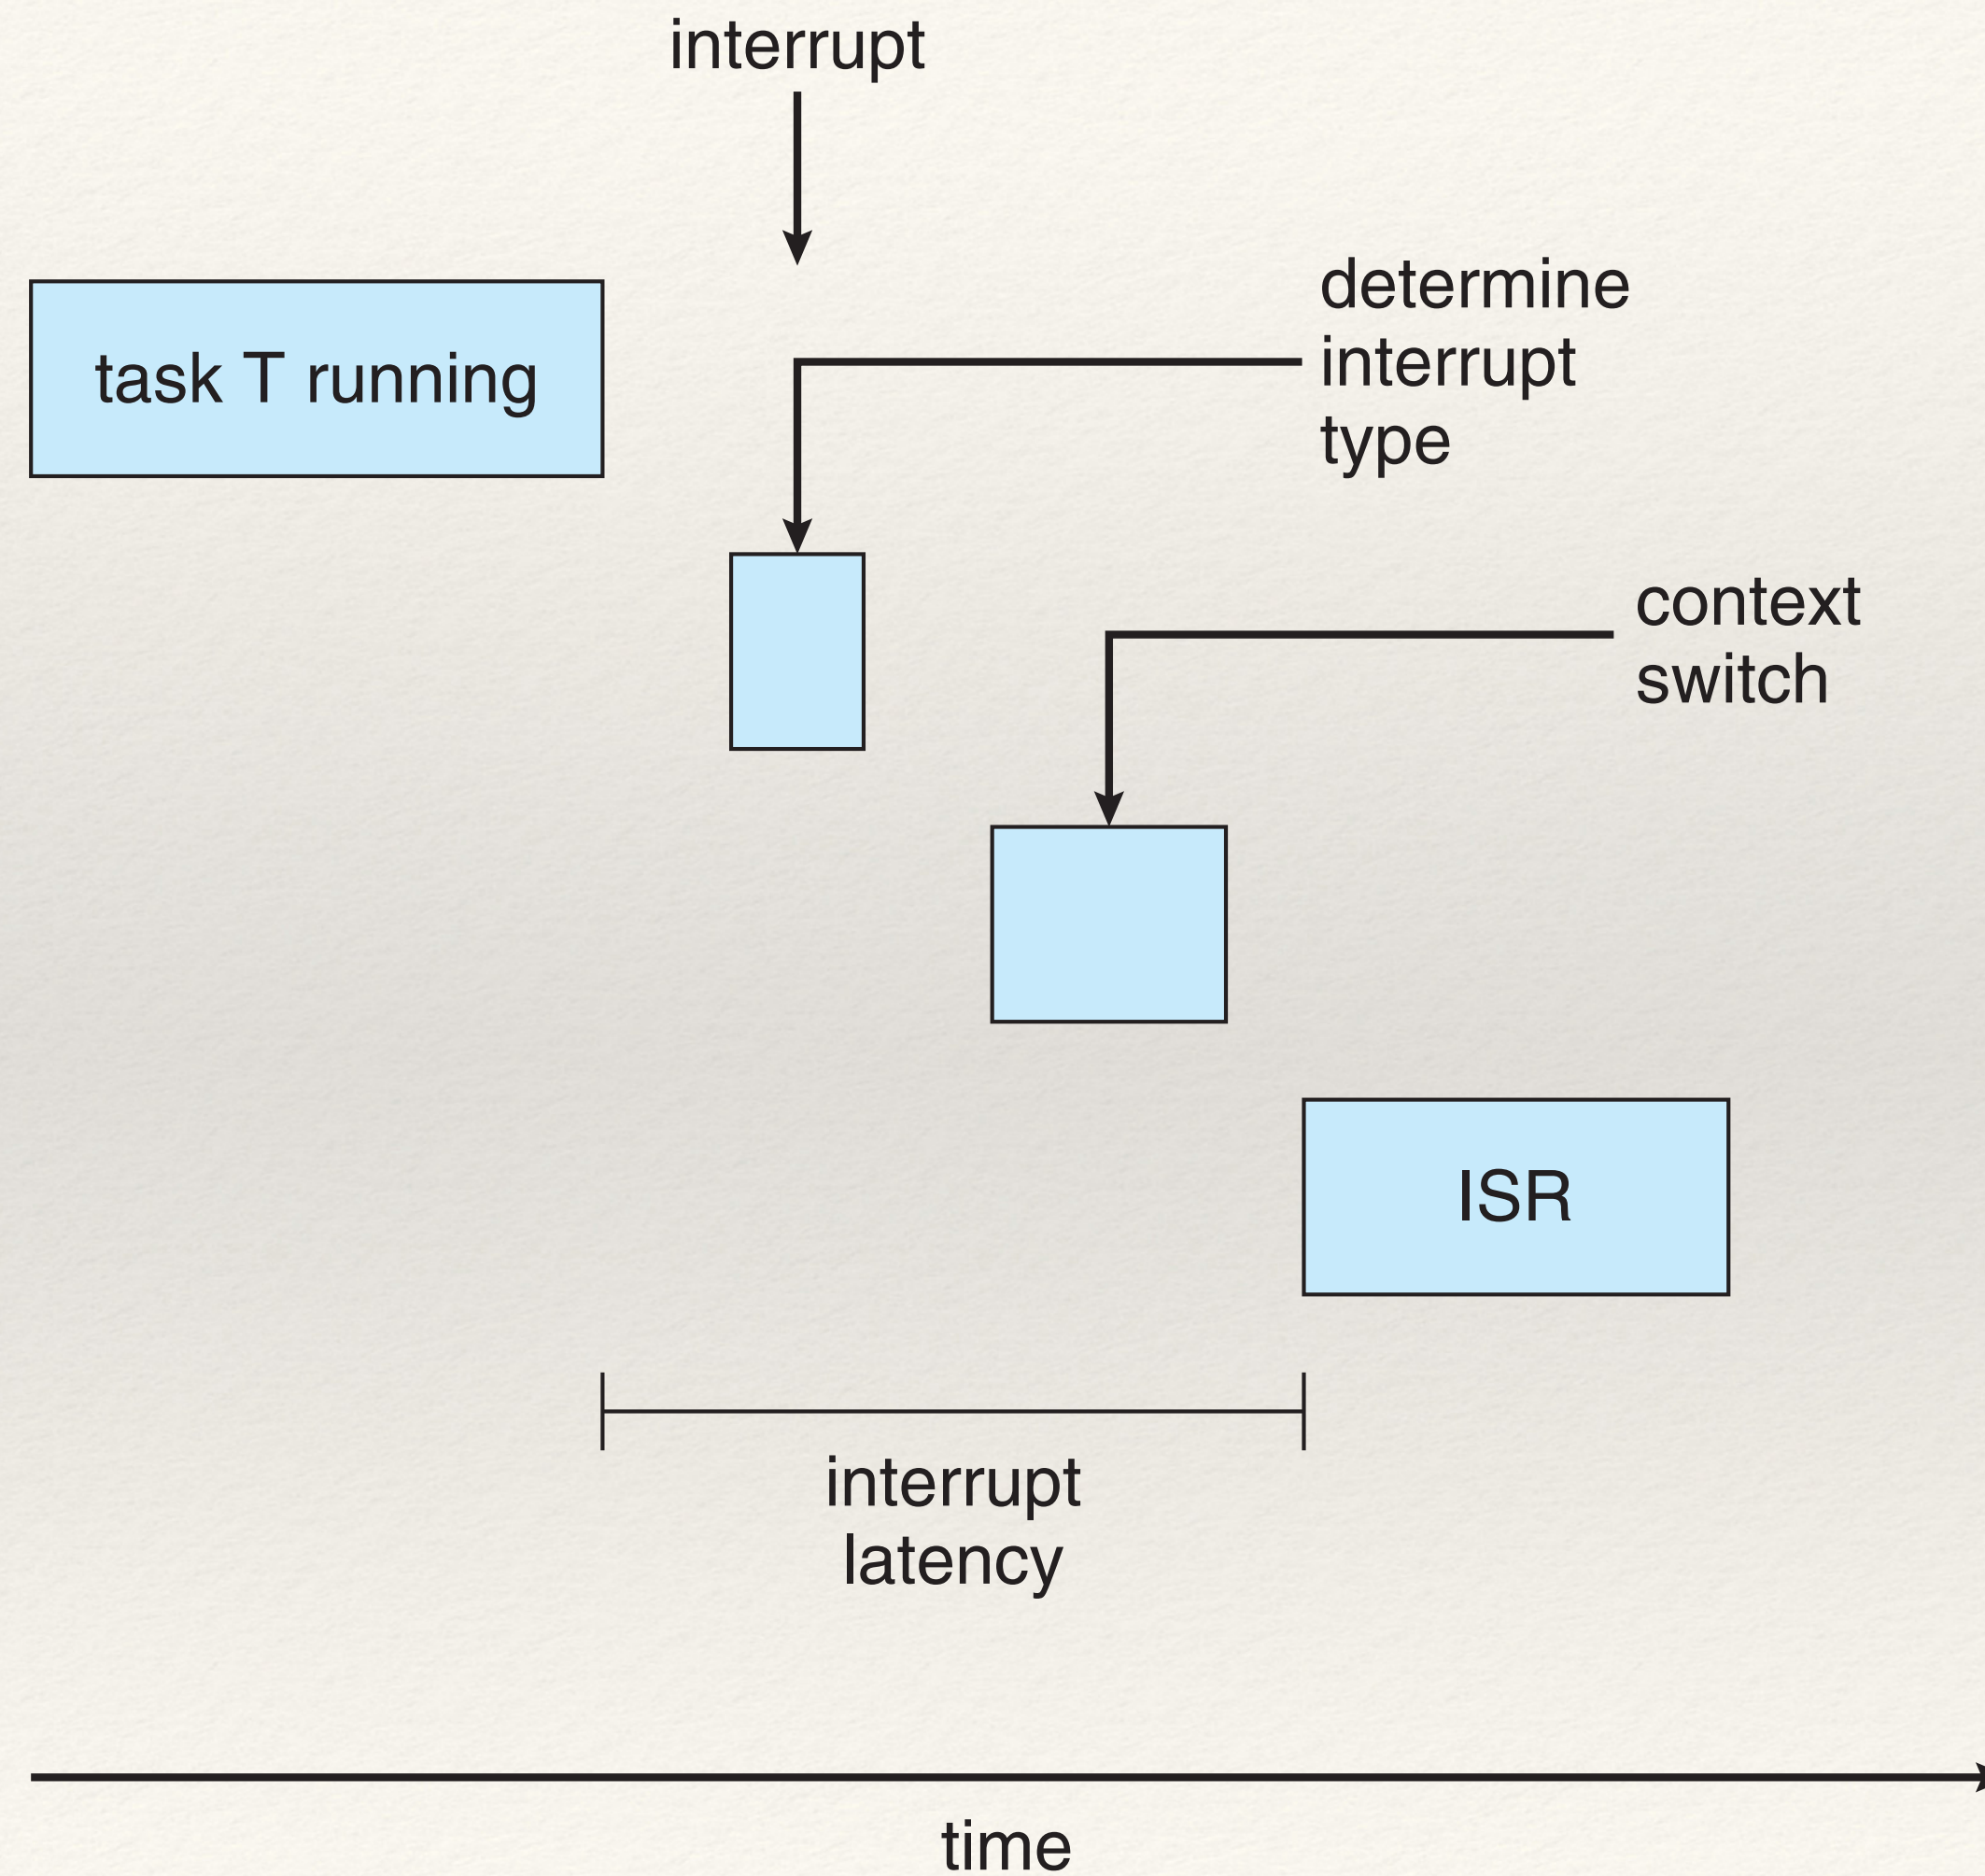 interrupt
task T running
determine
interrupt
type
context
switch
ISR
interrupt
latency
time